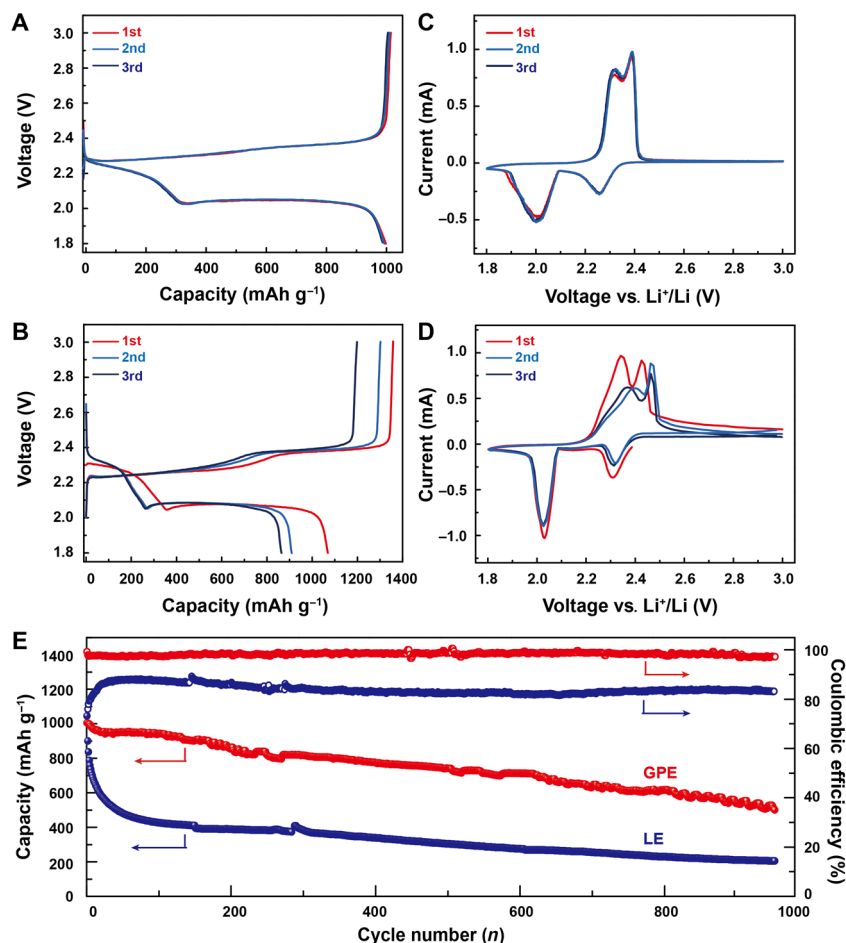 A
1st
2nd
3rd
3.0
2.8
2.6
2.4
2.2
2.0
1.8
Voltage (V)
0 200 400 600 800 1000
Capacity (mAh g⁻¹)
C
1st
2nd
3rd
1.0
0.5
0.0
–0.5
Current (mA)
1.8 2.0 2.2 2.4 2.6 2.8 3.0
Voltage vs. Li⁺/Li (V)
B
1st
2nd
3rd
3.0
2.8
2.6
2.4
2.2
2.0
1.8
Voltage (V)
0 200 400 600 800 1000 1200 1400
Capacity (mAh g⁻¹)
D
1st
2nd
3rd
1.0
0.5
0.0
–0.5
–1.0
Current (mA)
1.8 2.0 2.2 2.4 2.6 2.8 3.0
Voltage vs. Li⁺/Li (V)
E
1400
1200
1000
800
600
400
200
0
Capacity (mAh g⁻¹)
GPE
LE
100
80
60
40
20
0
Coulombic efficiency (%)
0 200 400 600 800 1000
Cycle number (n)